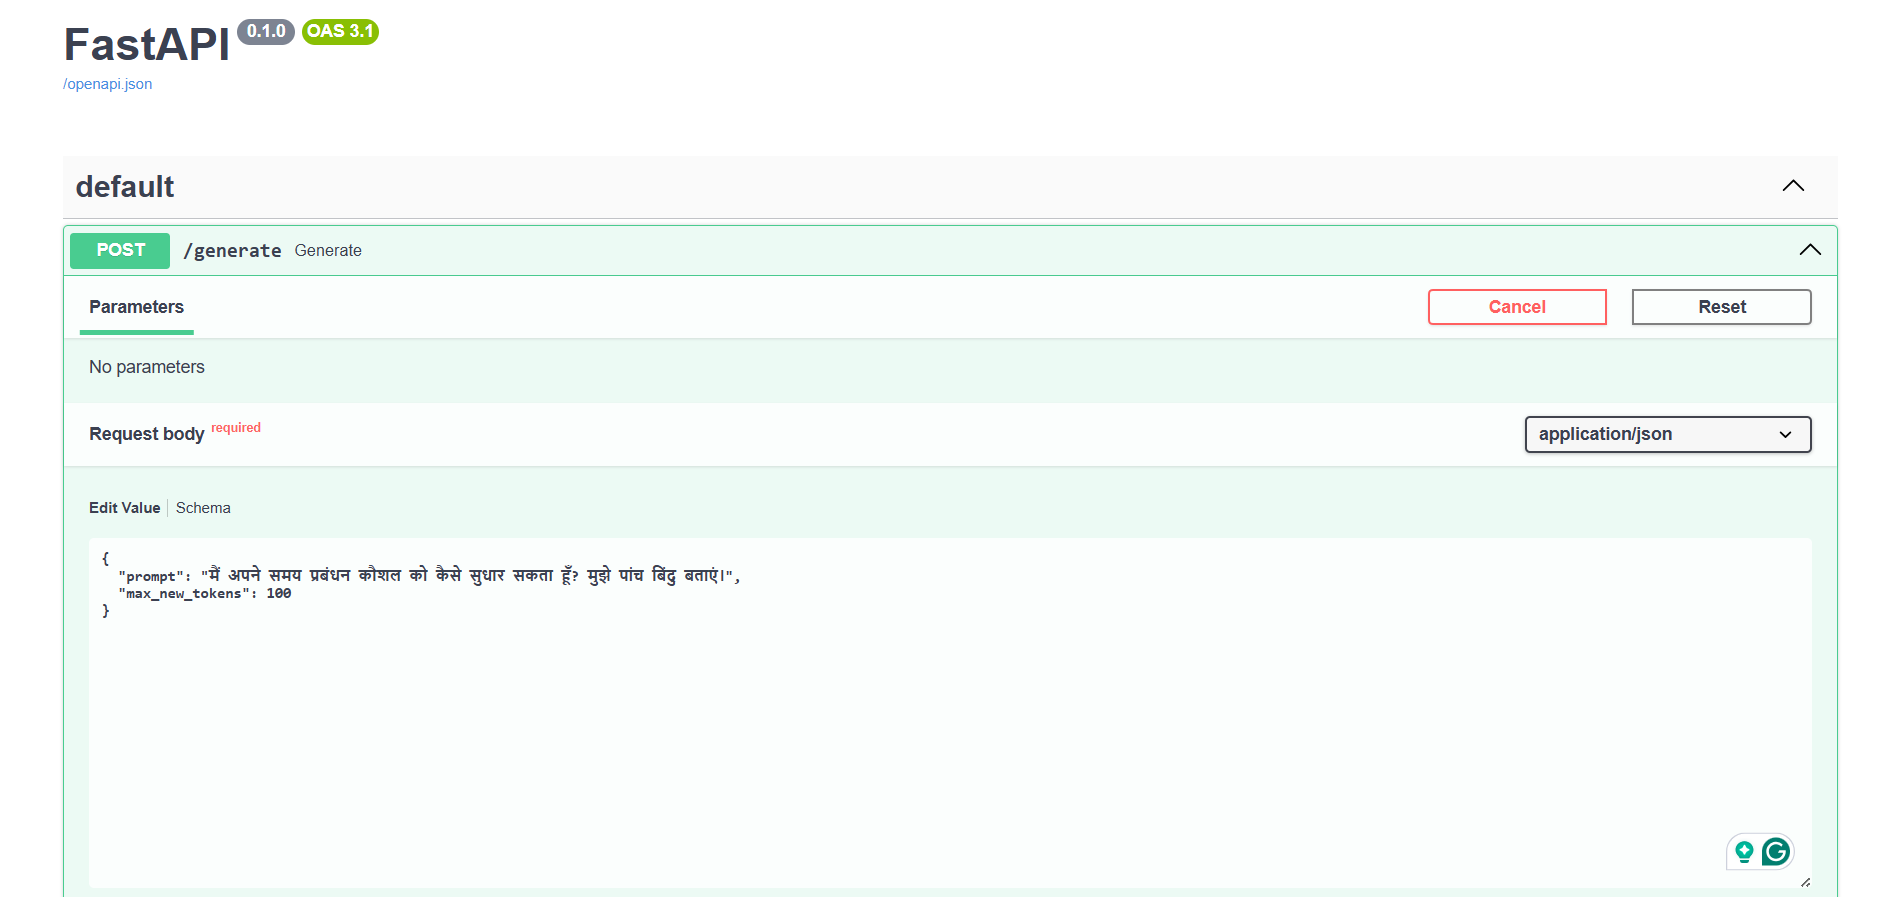 FastAPI 0.1.0 OAS 3.1
/openapi.json
default
POST /generate Generate
Parameters
Cancel
Reset
No parameters
Request body required
application/json
Edit Value Schema
{
"prompt": "मैं अपने समय प्रबंधन कौशल को कैसे सुधार सकता हूँ? मुझे पांच बिंदु बताएं।",
"max_new_tokens": 100
}